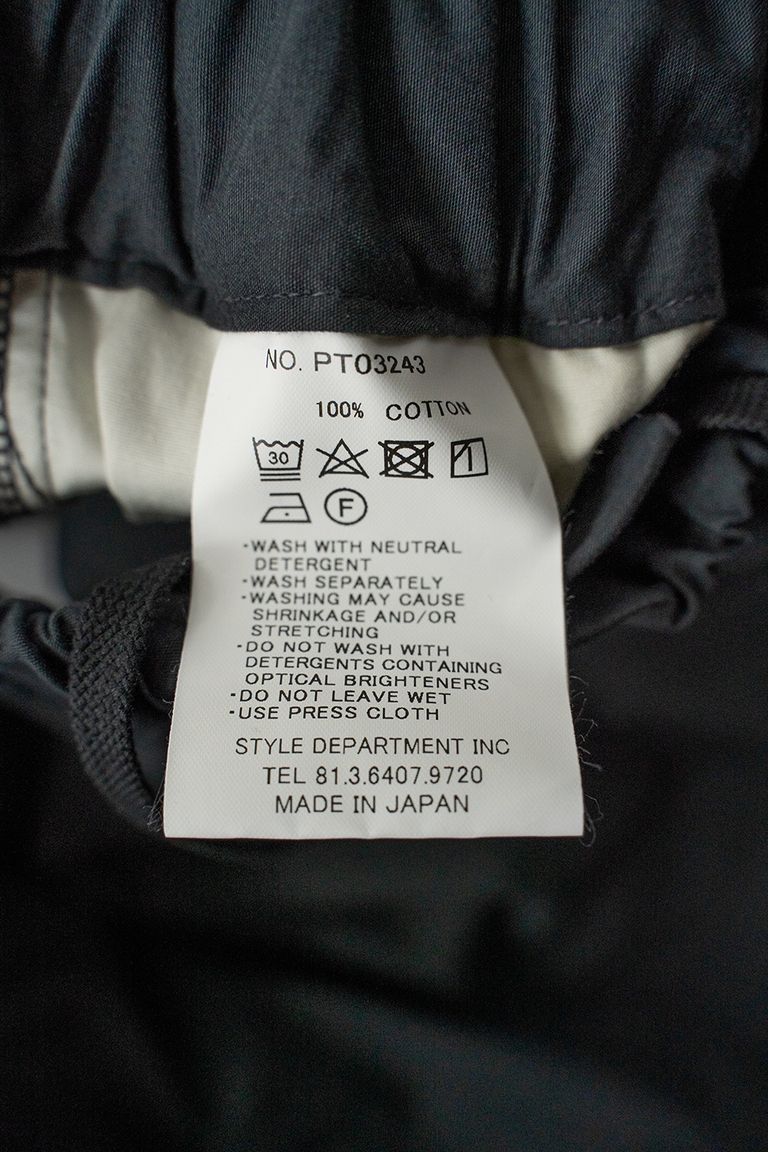 NO. PT03243
100% COTTON
30
F
-WASH WITH NEUTRAL
DETERGENT
-WASH SEPARATELY
-WASHING MAY CAUSE
SHRINKAGE AND/OR
STRETCHING
-DO NOT WASH WITH
DETERGENTS CONTAINING
OPTICAL BRIGHTENERS
-DO NOT LEAVE WET
-USE PRESS CLOTH
STYLE DEPARTMENT INC
TEL 81.3.6407.9720
MADE IN JAPAN